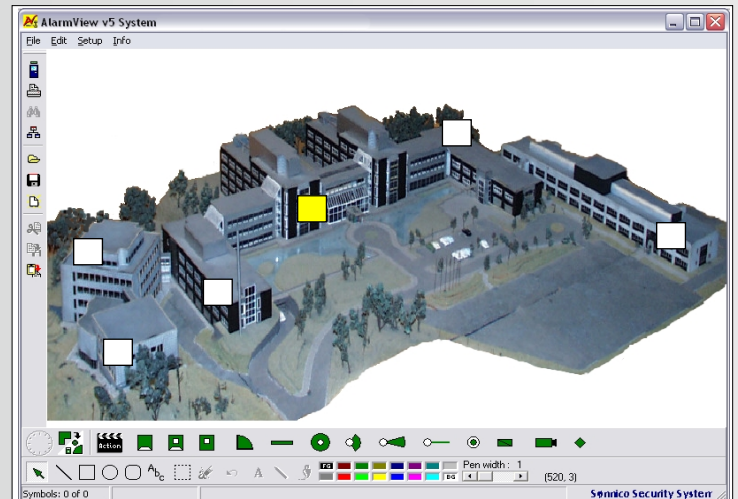 AlarmView v5 System
File Edit Setup Info
Action
Abc A FG BG Pen width: 1 (520, 3)
Symbols: 0 of 0 Sonnico Security System